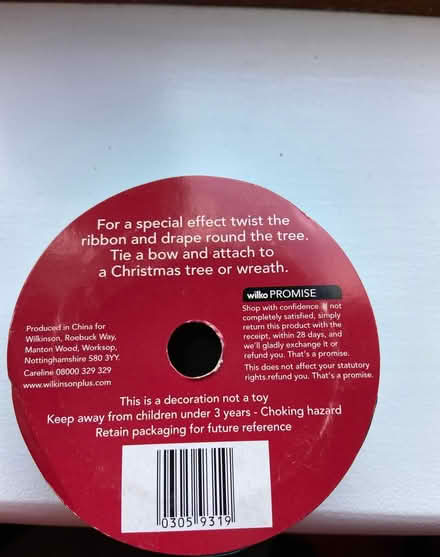 For a special effect twist the
ribbon and drape round the tree.
Tie a bow and attach to
a Christmas tree or wreath.
Produced in China for
Wilkinson, Roebuck Way,
Manton Wood, Worksop,
Nottinghamshire S80 3YY.
Careline 08000 329 329
www.wilkinsonplus.com
wilko PROMISE
Shop with confidence. If not
completely satisfied, simply
return this product with the
receipt, within 28 days, and
we'll gladly exchange it or
refund you. That's a promise.
This does not affect your statutory
rights.refund you. That's a promise.
This is a decoration not a toy
Keep away from children under 3 years - Choking hazard
Retain packaging for future reference
0305 9319